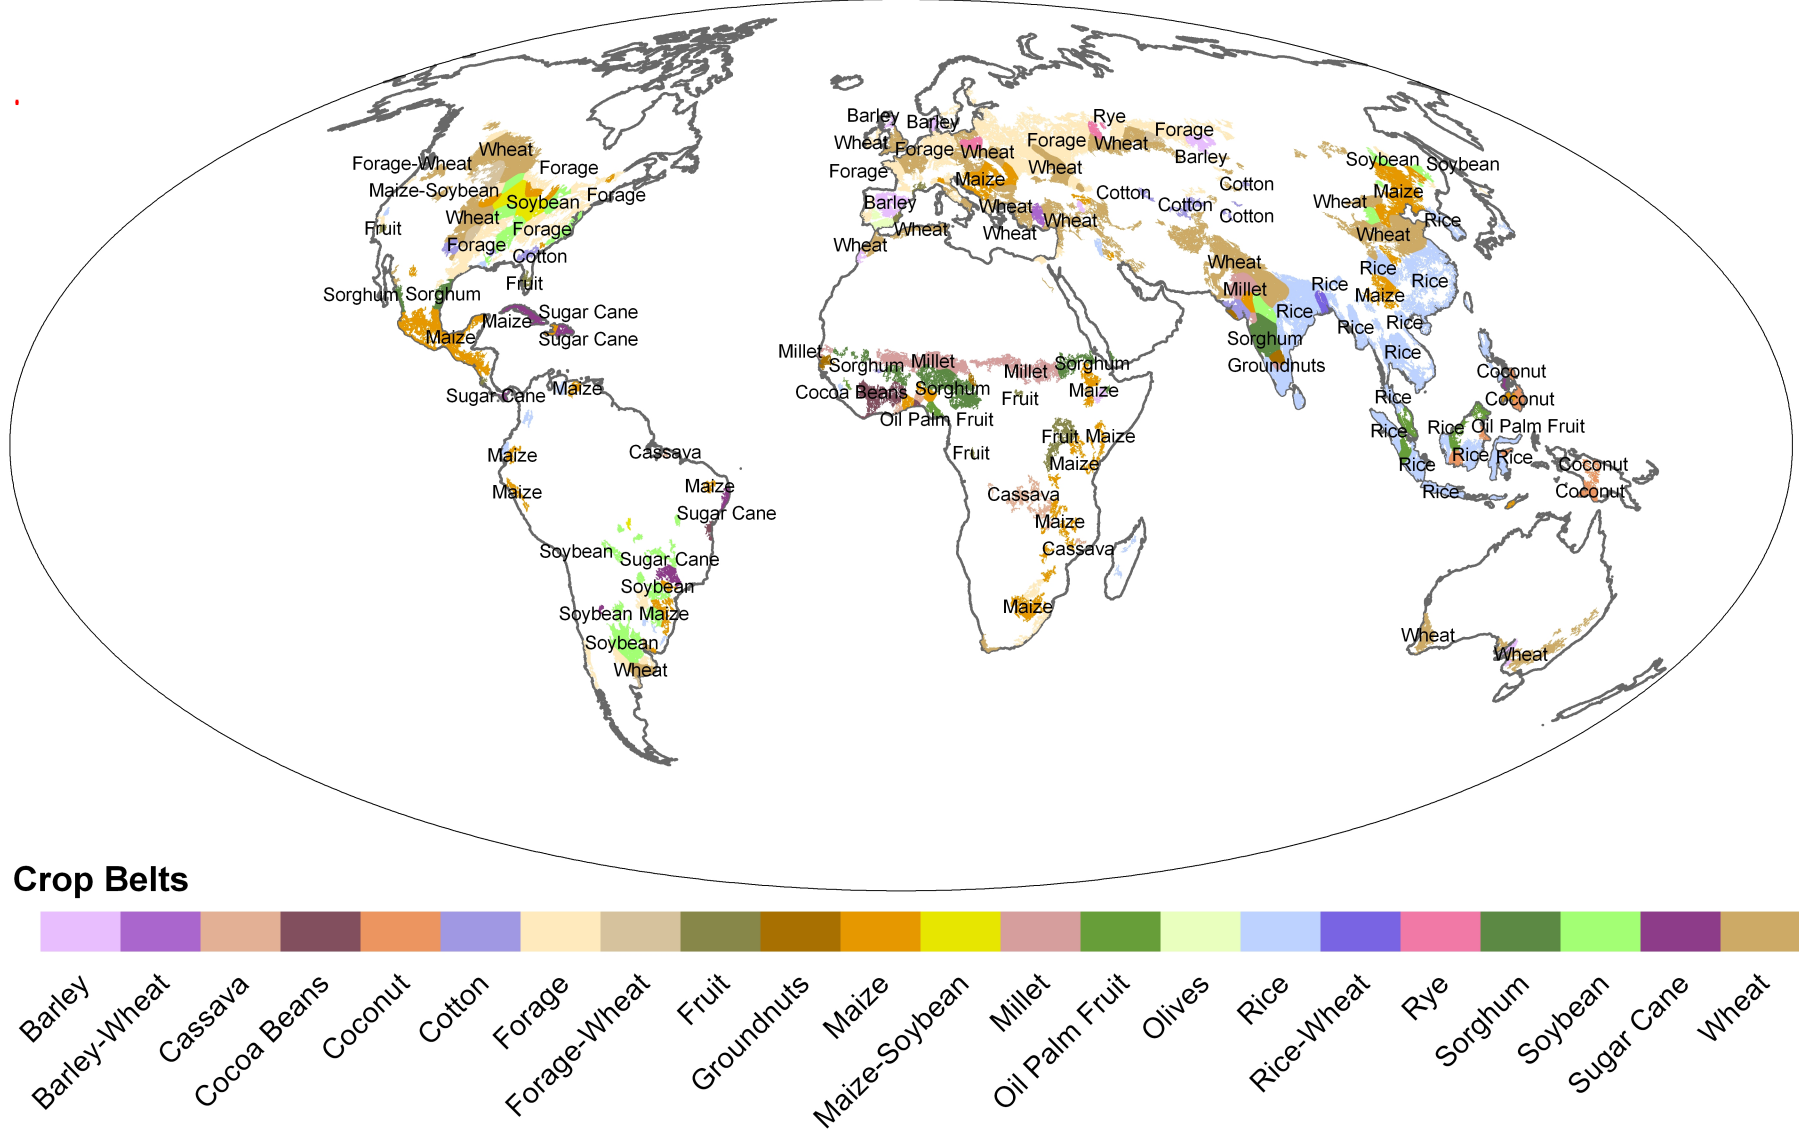 Barley
Barley
Rye
Forage
Wheat
Forage
Wheat
Forage
Wheat
Wheat
Barley
Soybean
Soybean
Forage-Wheat
Forage
Forage
Wheat
Maize
Maize-Soybean
Forage
Cotton
Cotton
Maize
Soybean
Barley
Wheat
Cotton
Cotton
Wheat
Wheat
Wheat
Rice
Fruit
Forage
Wheat
Wheat
Wheat
Forage
Wheat
Cotton
Wheat
Rice
Rice
Fruit
Rice
Sorghum
Sorghum
Millet
Maize
Sugar Cane
Rice
Maize
Rice
Rice
Maize
Sugar Cane
Sorghum
Millet
Millet
Rice
Sorghum
Sorghum
Groundnuts
Millet
Coconut
Sugar Cane
Maize
Cocoa Beans
Sorghum
Fruit
Maize
Rice
Coconut
Oil Palm Fruit
Rice
Rice
Oil Palm Fruit
Fruit
Maize
Maize
Cassava
Fruit
Rice
Rice
Maize
Rice
Coconut
Maize
Maize
Cassava
Rice
Coconut
Sugar Cane
Maize
Soybean
Cassava
Sugar Cane
Soybean
Maize
Soybean
Maize
Soybean
Wheat
Wheat
Wheat
Crop Belts
Barley
Barley-Wheat
Cassava
Cocoa Beans
Coconut
Cotton
Forage
Forage-Wheat
Fruit
Groundnuts
Maize
Maize-Soybean
Millet
Oil Palm Fruit
Olives
Rice
Rice-Wheat
Rye
Sorghum
Soybean
Sugar Cane
Wheat